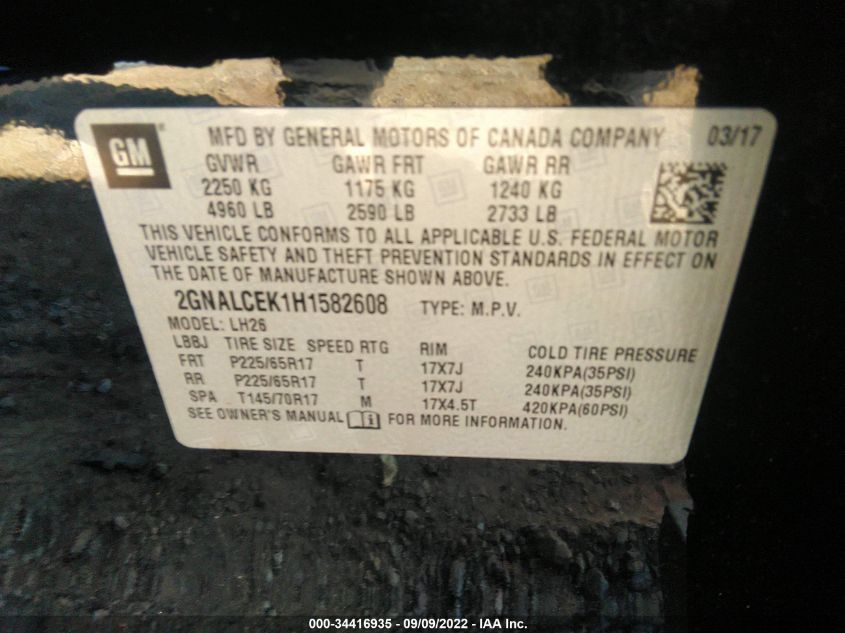 GM ®
MFD BY GENERAL MOTORS OF CANADA COMPANY 03/17
GVWR GAWR FRT GAWR RR
2250 KG 1175 KG 1240 KG
4960 LB 2590 LB 2733 LB
THIS VEHICLE CONFORMS TO ALL APPLICABLE U.S. FEDERAL MOTOR
VEHICLE SAFETY AND THEFT PREVENTION STANDARDS IN EFFECT ON
THE DATE OF MANUFACTURE SHOWN ABOVE.
2GNALCEK1H1582608 TYPE: M.P.V.
MODEL: LH26
LBBJ TIRE SIZE SPEED RTG RIM COLD TIRE PRESSURE
FRT P225/65R17 T 17X7J 240KPA(35PSI)
RR P225/65R17 T 17X7J 240KPA(35PSI)
SPA T145/70R17 M 17X4.5T 420KPA(60PSI)
SEE OWNER'S MANUAL FOR MORE INFORMATION.
000-34416935 - 09/09/2022 - IAA Inc.